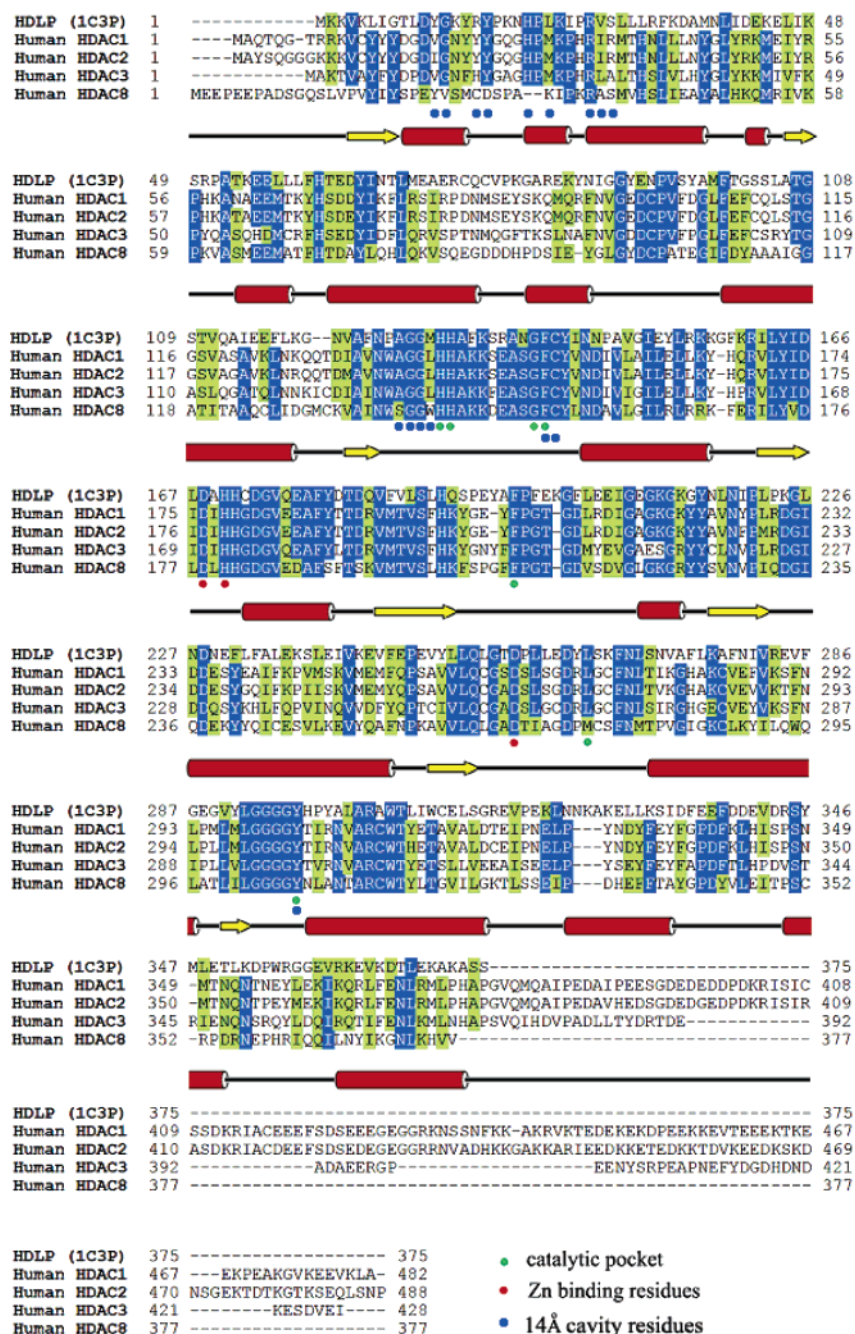 HDLP (1C3P) 1 -----------MKKVKLIGTLDYGKYRYPKNHPLKIPRVSLLLRFKDAMNLIDEKELIK 48
Human HDAC1 1 ----MAQTQG-TRRKVCYYYDGDVGNYYYGQGHPMKPHRIRMTHNLLLNYGLYRKMEIYR 55
Human HDAC2 1 ----MAYSQGGGKKKVCYYYDGDIGNYYYGQGHPMKPHRIRMTHNLLLNYGLYRKMEIYR 56
Human HDAC3 1 ----------MAKTVAYFYDPDVGNFHYGAGHPMKPHRLALTHSLVLHYGLYKKMIVFK 49
Human HDAC8 1 MEEPEEPADSGQSLVPVYIYSPEYVSMCDSPA--KIPKRASMVHSLIEAYALHKQMRIVK 58
HDLP (1C3P) 49 SRPATKEELLLFHTEDYINTLMEAERCQCVPKGAREKYNIGGYENPVSYAMFTGSSLATG 108
Human HDAC1 56 PHKANAEEMTKYHSDDYIKFLRSIRPDNMSEYSKQMQRFNVGEDCPVFDGLFEFCQLSTG 115
Human HDAC2 57 PHKATAEEMTKYHSDEYIKFLRSIRPDNMSEYSKQMQRFNVGEDCPVFDGLFEFCQLSTG 116
Human HDAC3 50 PYQASQHDMCRFHSEDYIDFLQRVSPTNMQGFTKSLNAFNVGDDCPVFPGLFEFCSRYTG 109
Human HDAC8 59 PKVASMEEMATFHTDAYLQHLQKVSQEGDDDHPDSIE-YGLGYDCPATEGIFDYAAAIGG 117
HDLP (1C3P) 109 STVQAIEEFLKG--NVAFNPAGGMHHAFKSRANGFCYINNPAVGIEYLRKKGFKRILYID 166
Human HDAC1 116 GSVASAVKLNKQQTDIAVNWAGGLHHAKKSEASGFCYVNDIVLAILELLKY-HQRVLYID 174
Human HDAC2 117 GSVAGAVKLNRQQTDMAVNWAGGLHHAKKSEASGFCYVNDIVLAILELLKY-HQRVLYID 175
Human HDAC3 110 ASLQGATQLNNKICDIAINWAGGLHHAKKFEASGFCYVNDIVIGILELLKY-HPRVLYID 168
Human HDAC8 118 ATITAAQCLIDGMCKVAINWSGGWHHAKKDEASGFCYLNDAVLGILRLRRK-FERILYVD 176
HDLP (1C3P) 167 LDAHHCDGVQEAFYDTDQVFVLSLHQSPEYAFPFEKGFLEEIGEGKGKGYNLNIPLPKGL 226
Human HDAC1 175 IDIHHGDGVEEAFYTTDRVMTVSFHKYGE-YFPGT-GDLRDIGAGKGKYYAVNYPLRDGI 232
Human HDAC2 176 IDIHHGDGVEEAFYTTDRVMTVSFHKYGE-YFPGT-GDLRDIGAGKGKYYAVNFPMRDGI 233
Human HDAC3 169 IDIHHGDGVQEAFYLTDRVMTVSFHKYGNYFFPGT-GDMYEVGAESGRYYCLNVPLRDGI 227
Human HDAC8 177 LDLHHGDGVEDAFSFTSKVMTVSLHKFSPGFFPGT-GDVSDVGLGKGRYYSVNVPIQDGI 235
HDLP (1C3P) 227 NDNEFLFALEKSLEIVKEVFEPEVYLLQLGTDPLLEDYLSKFNLSNVAFLKAFNIVREVF 286
Human HDAC1 233 DDESYEAIFKPVMSKVMEMFQPSAVVLQCGSDSLSGDRLGCFNLTIKGHAKCVEFVKSFN 292
Human HDAC2 234 DDESYGQIFKPIISKVMEMYQPSAVVLQCGADSLSGDRLGCFNLTVKGHAKCVEVVKTFN 293
Human HDAC3 228 DDQSYKHLFQPVINQVVDFYQPTCIVLQCGADSLGCDRLGCFNLSIRGHGECVEYVKSFN 287
Human HDAC8 236 QDEKYYQICESVLKEVYQAFNPKAVVLQLGADTIAGDPMCSFNMTPVGIGKCLKYILQWQ 295
HDLP (1C3P) 287 GEGVYLGGGGYHPYALARAWTLIWCELSGREVPEKLNNKAKELLKSIDFEEFDDEVDRSY 346
Human HDAC1 293 LPMLMLGGGGYTIRNVARCWTYETAVALDTEIPNELP---YNDYFEYFGPDFKLHISPSN 349
Human HDAC2 294 LPLLMLGGGGYTIRNVARCWTHETAVALDCEIPNELP---YNDYFEYFGPDFKLHISPSN 350
Human HDAC3 288 IPLLVLGGGGYTVRNVARCWTYETSLLVEEAISEELP---YSEYFEYFAPDFTLHPDVST 344
Human HDAC8 296 LATLILGGGGYNLANTARCWTYLTGVILGKTLSSEIP---DHEFFTAYGPDYVLEITPSC 352
HDLP (1C3P) 347 MLETLKDPWRGGEVRKEVKDTLEKAKASS------------------------------- 375
Human HDAC1 349 -MTNQNTNEYLEKIKQRLFENLRMLPHAPGVQMQAIPEDAIPEESGDEDEDDPDKRISIC 408
Human HDAC2 350 -MTNQNTPEYMEKIKQRLFENLRMLPHAPGVQMQAIPEDAVHEDSGDEDGEDPDKRISIR 409
Human HDAC3 345 RIENQNSRQYLDQIRQTIFENLKMLNHAPSVQIHDVPADLLTYDRTDE------------ 392
Human HDAC8 352 -RPDRNEPHRIQQILNYIKGNLKHVV---------------------------------- 377
HDLP (1C3P) 375 ------------------------------------------------------------ 375
Human HDAC1 409 SSDKRIACEEEFSDSEEEGEGGRKNSSNFKK-AKRVKTEDEKEKDPEEKKEVTEEEKTKE 467
Human HDAC2 410 ASDKRIACDEEFSDSEDEGEGGRRNVADHKKGAKKARIEEDKKETEDKKTDVKEEDKSKD 469
Human HDAC3 392 ------------ADAEERGP-------------------EENYSRPEAPNEFYDGDHDND 421
Human HDAC8 377 ------------------------------------------------------------ 377
HDLP (1C3P) 375 ------------------- 375
Human HDAC1 467 ---EKPEAKGVKEEVKLA- 482
Human HDAC2 470 NSGEKTDTKGTKSEQLSNP 488
Human HDAC3 421 --------KESDVEI---- 428
Human HDAC8 377 ------------------- 377
catalytic pocket
Zn binding residues
14Å cavity residues